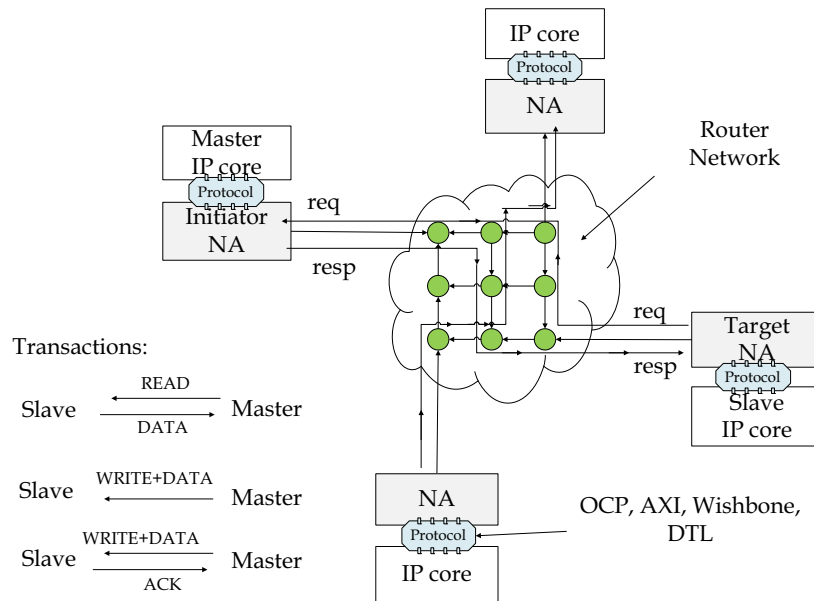 IP core
Protocol
NA
Router
Network
Master
IP core
Protocol
Initiator
NA
req
resp
req
resp
Target
NA
Protocol
Slave
IP core
Transactions:
READ
Slave
Master
DATA
WRITE+DATA
Slave
Master
WRITE+DATA
Slave
Master
ACK
NA
Protocol
IP core
OCP, AXI, Wishbone,
DTL